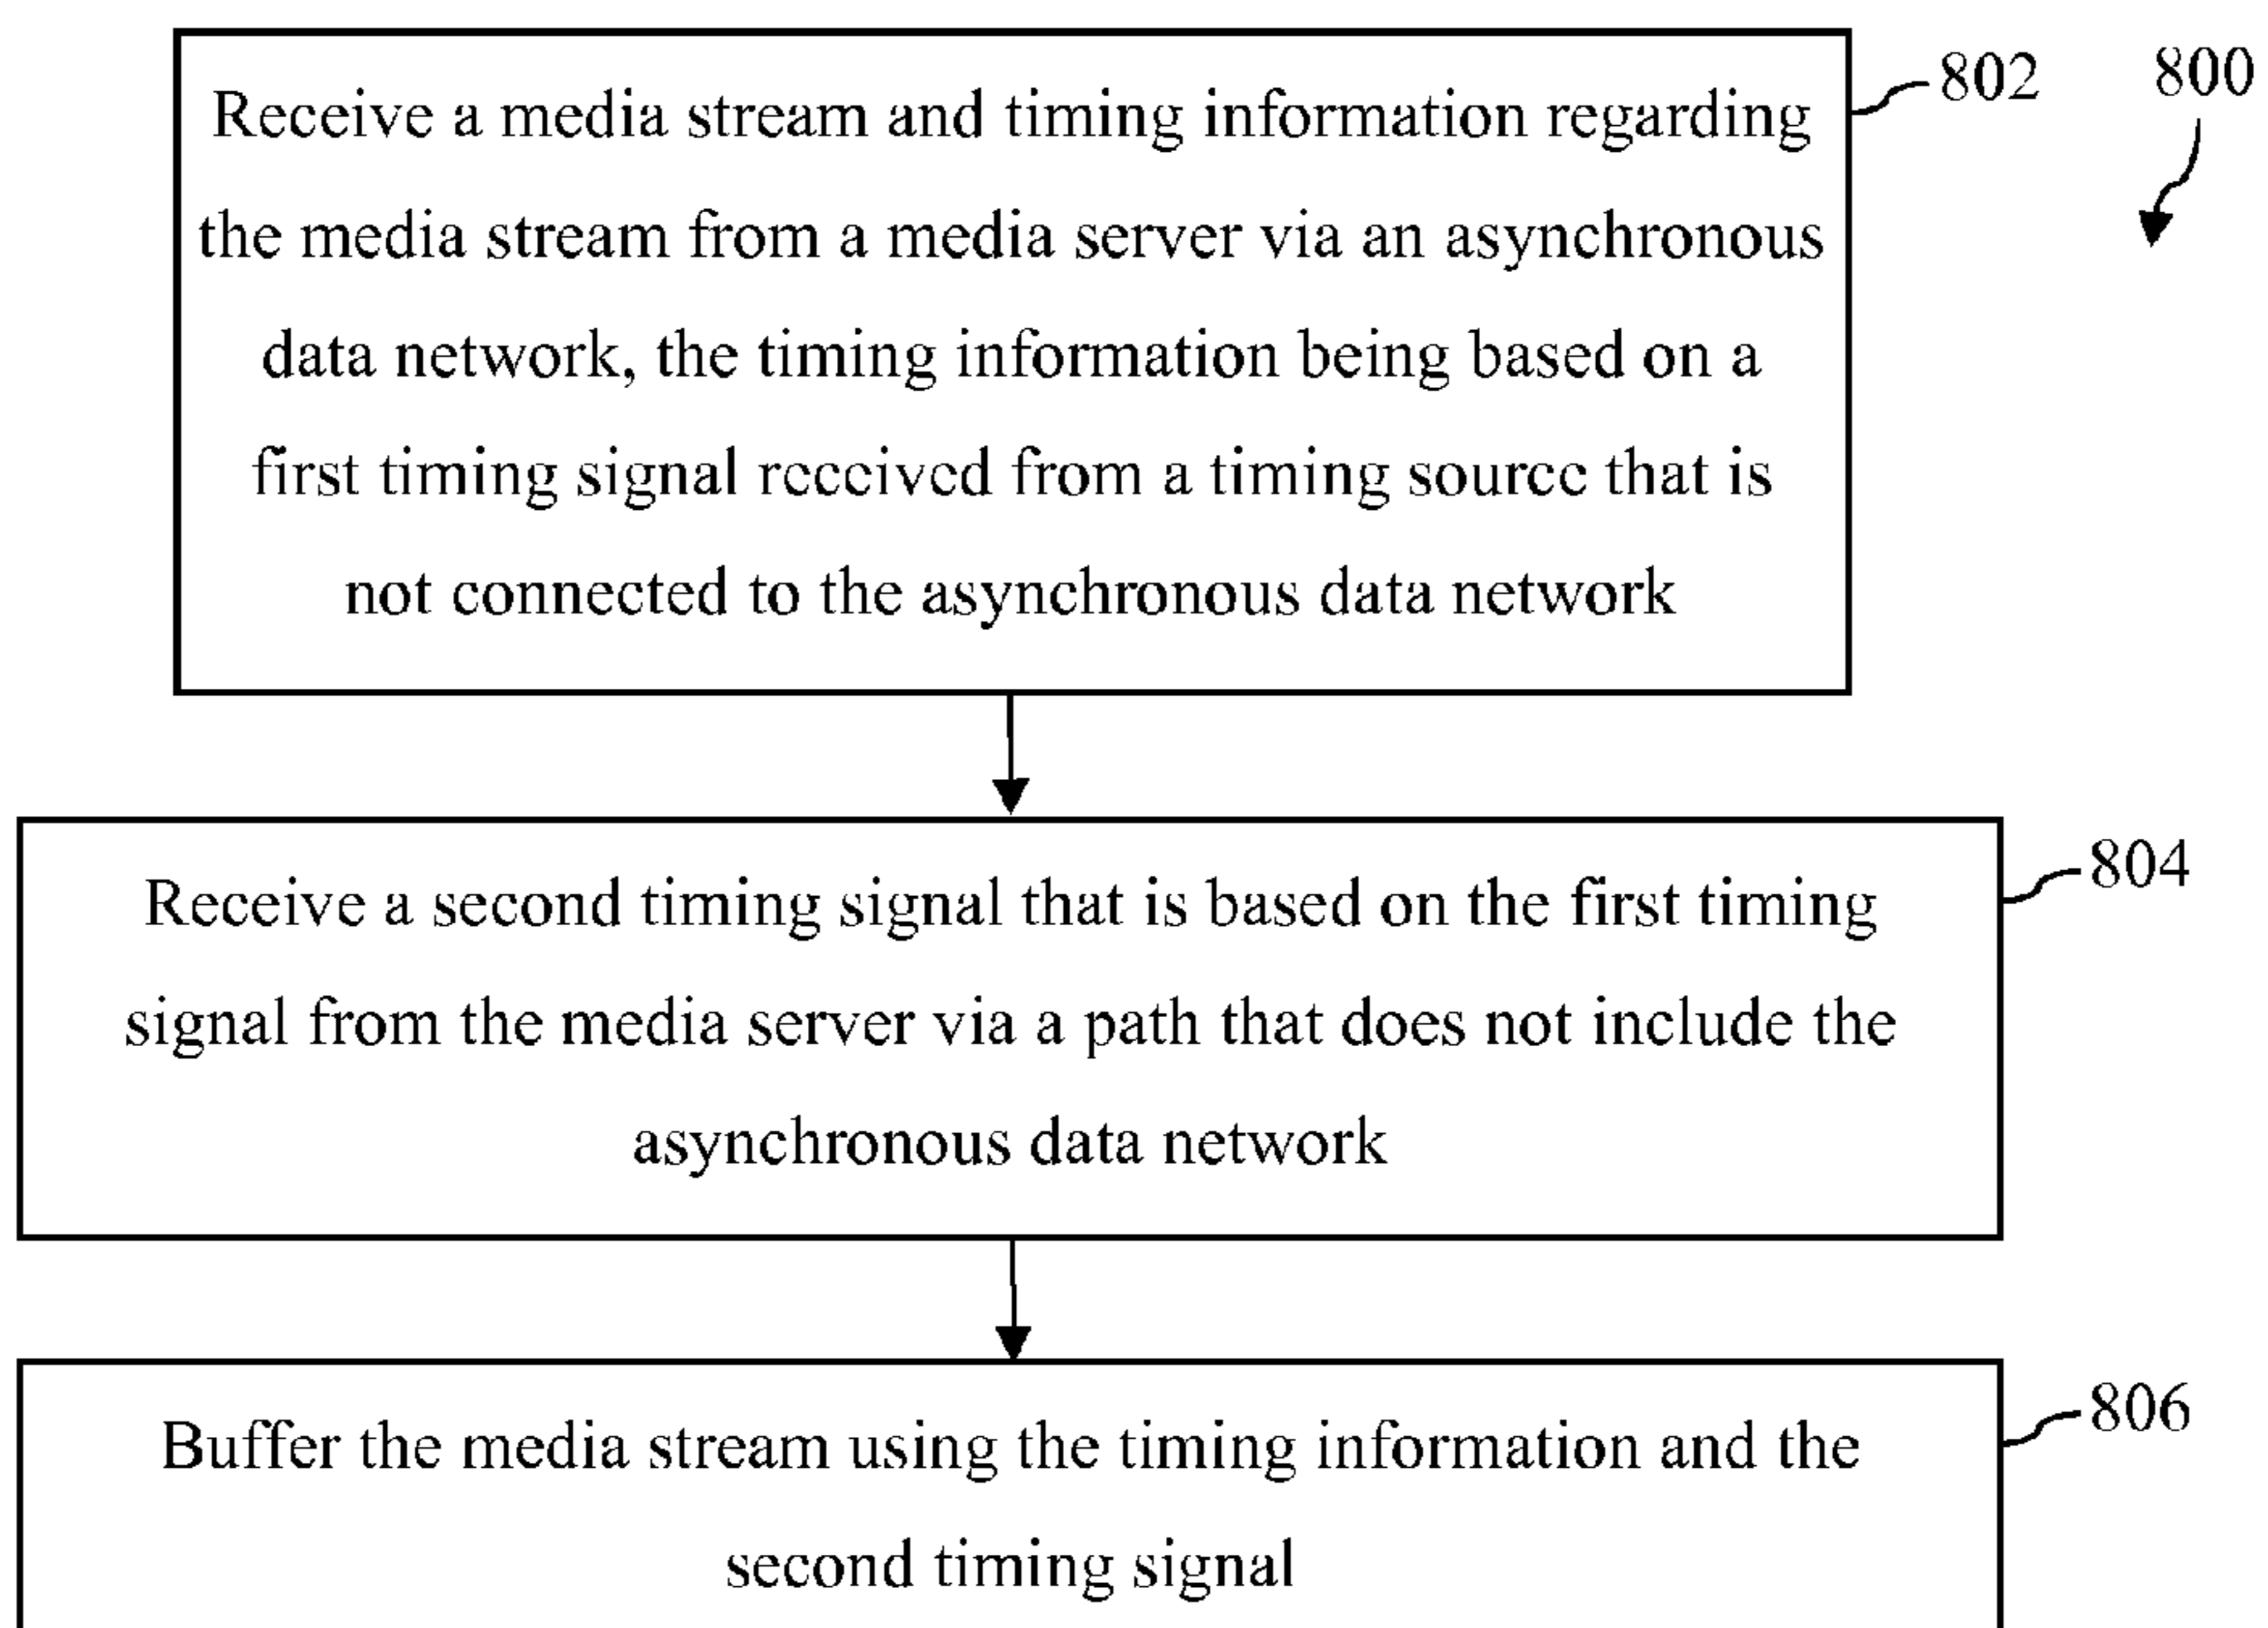 Receive a media stream and timing information regarding
the media stream from a media server via an asynchronous
data network, the timing information being based on a
first timing signal received from a timing source that is
not connected to the asynchronous data network
802
800
Receive a second timing signal that is based on the first timing
signal from the media server via a path that does not include the
asynchronous data network
804
Buffer the media stream using the timing information and the
second timing signal
806